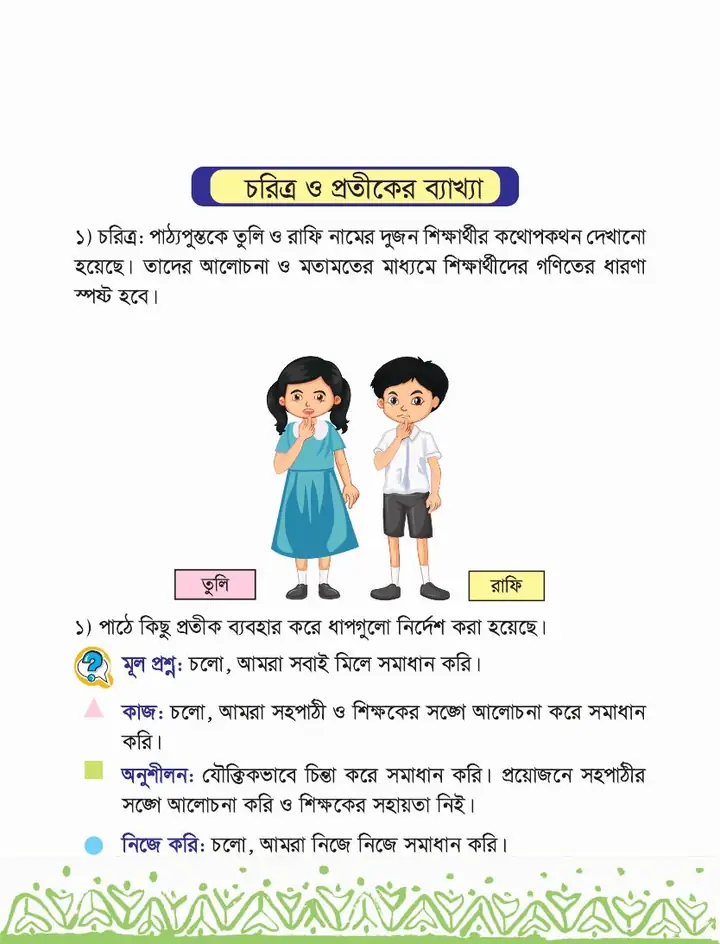 চরিত্র ও প্রতীকের ব্যাখ্যা
১) চরিত্র: পাঠ্যপুস্তকে তুলি ও রাফি নামের দুজন শিক্ষার্থীর কথোপকথন দেখানো
হয়েছে। তাদের আলোচনা ও মতামতের মাধ্যমে শিক্ষার্থীদের গণিতের ধারণা
স্পষ্ট হবে।
তুলি
রাফি
১) পাঠে কিছু প্রতীক ব্যবহার করে ধাপগুলো নির্দেশ করা হয়েছে।
? মূল প্রশ্ন: চলো, আমরা সবাই মিলে সমাধান করি।
কাজ: চলো, আমরা সহপাঠী ও শিক্ষকের সঙ্গে আলোচনা করে সমাধান
করি।
অনুশীলন: যৌক্তিকভাবে চিন্তা করে সমাধান করি। প্রয়োজনে সহপাঠীর
সঙ্গে আলোচনা করি ও শিক্ষকের সহায়তা নিই।
নিজে করি: চলো, আমরা নিজে নিজে সমাধান করি।